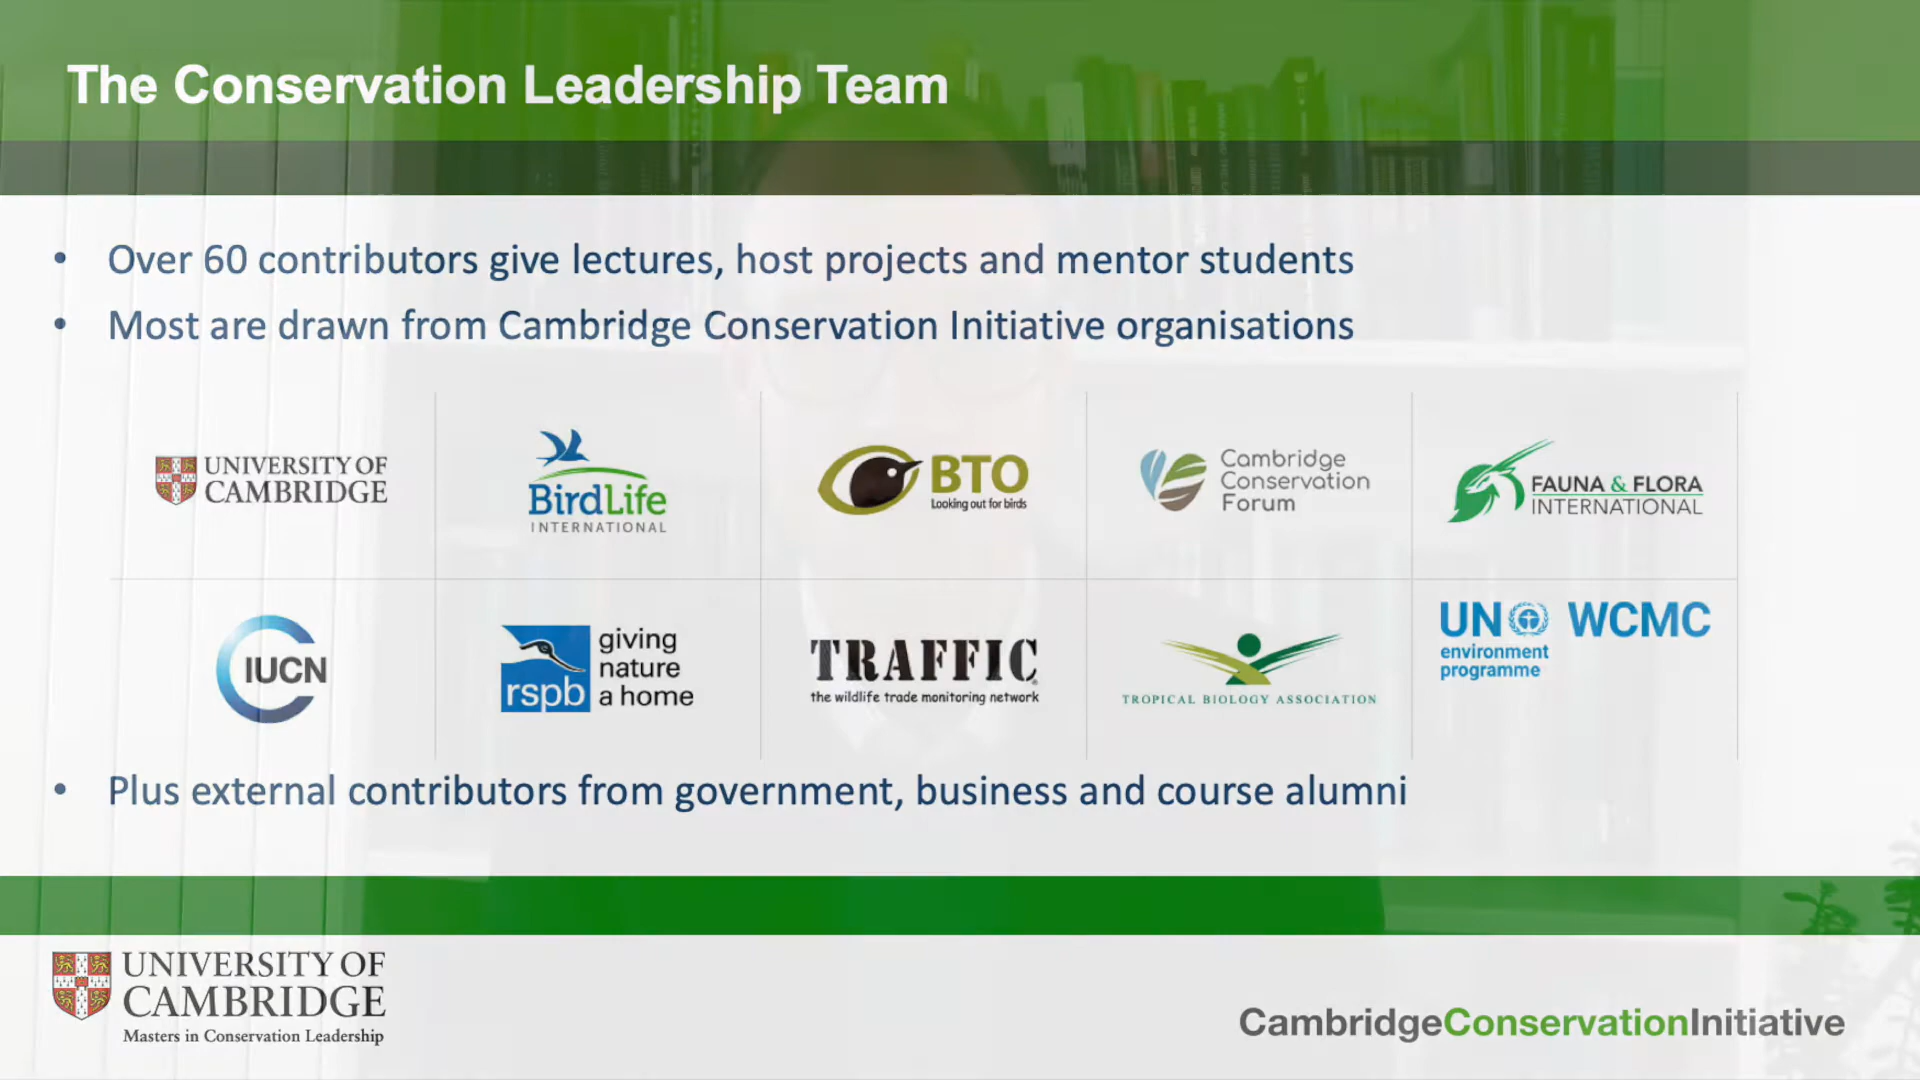 The Conservation Leadership Team
• Over 60 contributors give lectures, host projects and mentor students
• Most are drawn from Cambridge Conservation Initiative organisations
UNIVERSITY OF
CAMBRIDGE
BirdLife
INTERNATIONAL
BTO
Looking out for birds
Cambridge
Conservation
Forum
FAUNA & FLORA
INTERNATIONAL
IUCN
rspb
giving
nature
a home
TRAFFIC
the wildlife trade monitoring network
TROPICAL BIOLOGY ASSOCIATION
UN WCMC
environment
programme
• Plus external contributors from government, business and course alumni
UNIVERSITY OF
CAMBRIDGE
Masters in Conservation Leadership
CambridgeConservationInitiative